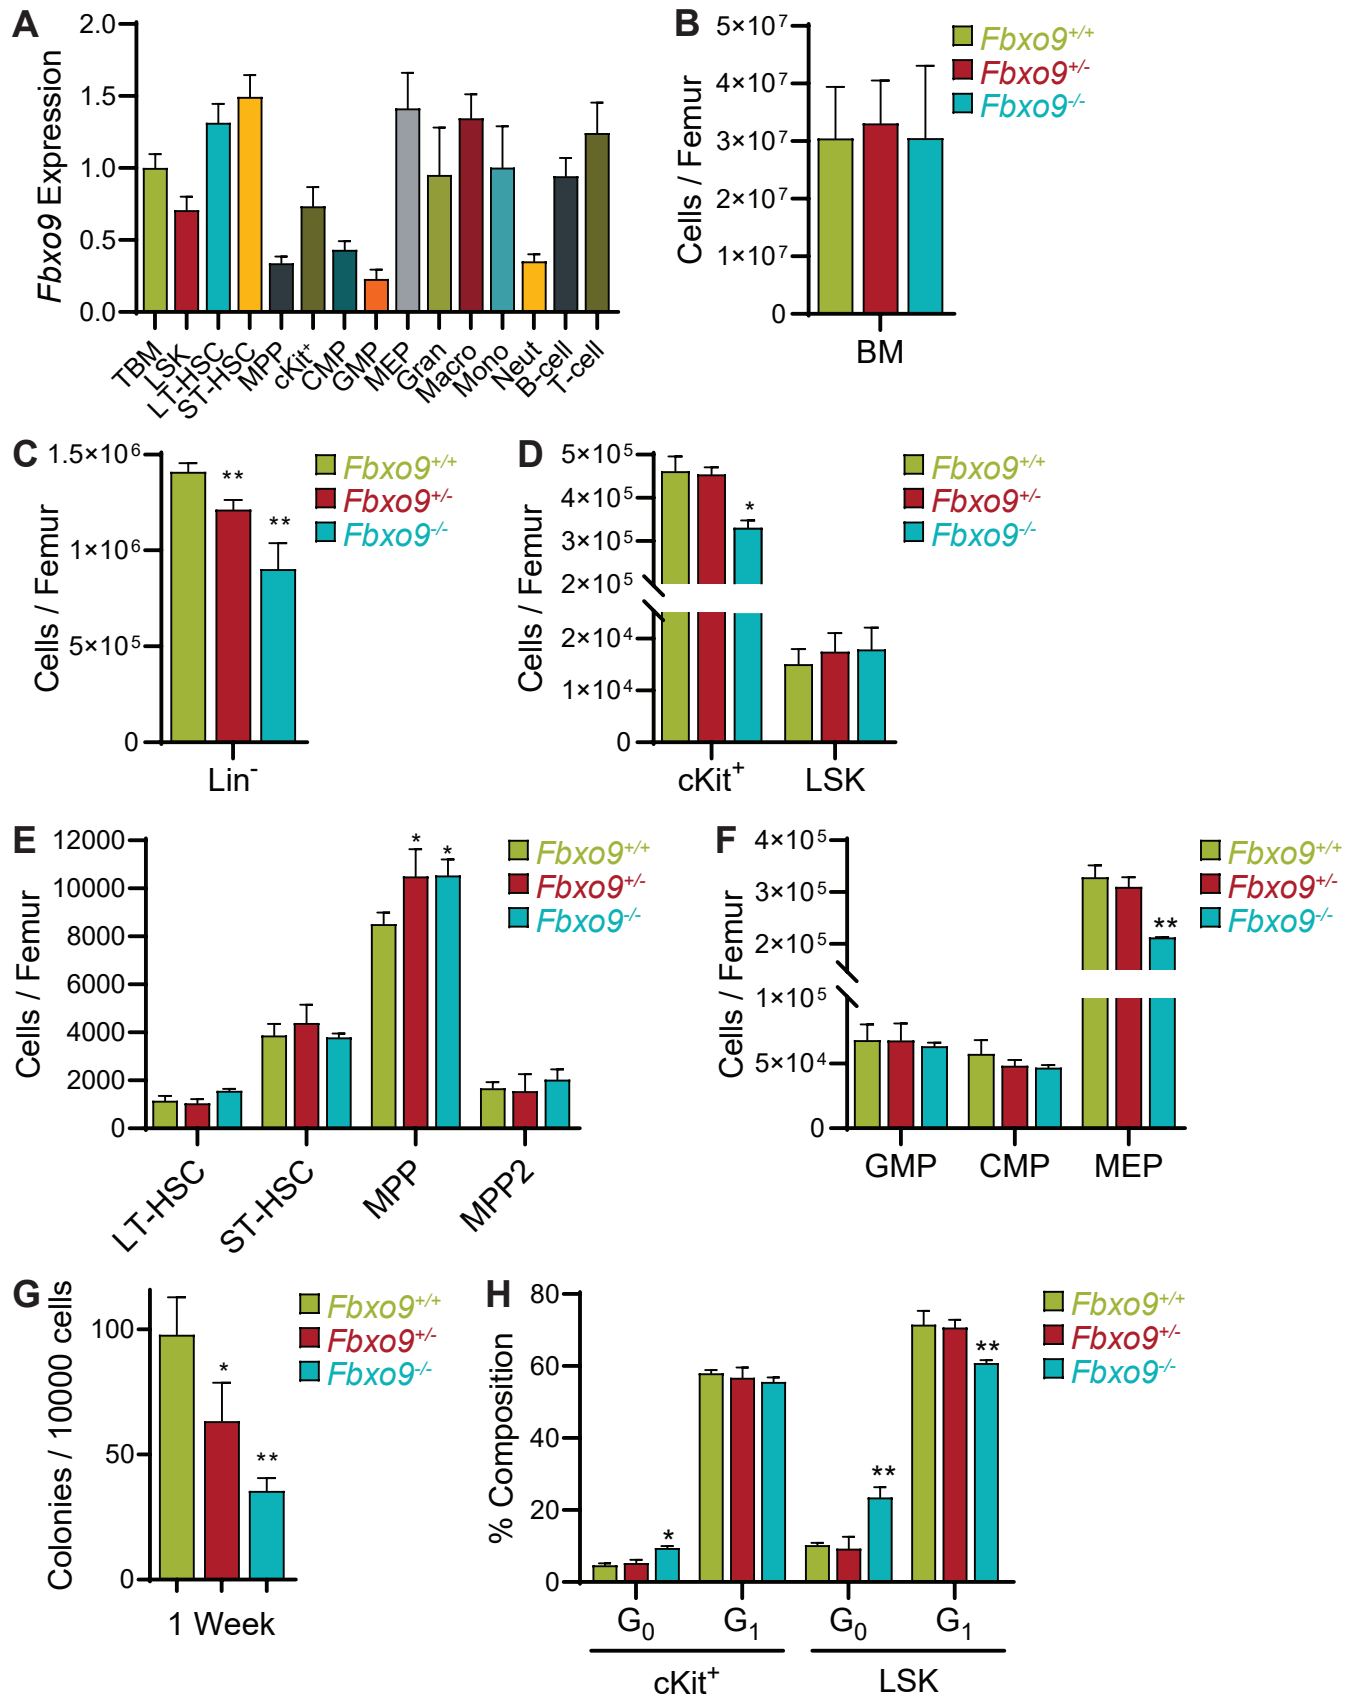 A
Fbxo9 Expression
2.0
1.5
1.0
0.5
0.0
TBM
LSK
LT-HSC
ST-HSC
MPP
cKit⁺
CMP
GMP
MEP
Gran
Macro
Mono
Neut
B-cell
T-cell
B
Cells / Femur
5×10⁷
4×10⁷
3×10⁷
2×10⁷
1×10⁷
0
BM
Fbxo9⁺/⁺
Fbxo9⁺/⁻
Fbxo9⁻/⁻
C
Cells / Femur
1.5×10⁶
1×10⁶
5×10⁵
0
**
**
Lin⁻
Fbxo9⁺/⁺
Fbxo9⁺/⁻
Fbxo9⁻/⁻
D
Cells / Femur
5×10⁵
4×10⁵
3×10⁵
2×10⁵
2×10⁴
1×10⁴
0
*
cKit⁺ LSK
Fbxo9⁺/⁺
Fbxo9⁺/⁻
Fbxo9⁻/⁻
E
Cells / Femur
12000
10000
8000
6000
4000
2000
0
* *
LT-HSC
ST-HSC
MPP
MPP2
Fbxo9⁺/⁺
Fbxo9⁺/⁻
Fbxo9⁻/⁻
F
Cells / Femur
4×10⁵
3×10⁵
2×10⁵
1×10⁵
5×10⁴
0
**
GMP CMP MEP
Fbxo9⁺/⁺
Fbxo9⁺/⁻
Fbxo9⁻/⁻
G
Colonies / 10000 cells
100
50
0
*
**
1 Week
Fbxo9⁺/⁺
Fbxo9⁺/⁻
Fbxo9⁻/⁻
H
% Composition
80
60
40
20
0
*
**
**
G₀ G₁ G₀ G₁
cKit⁺ LSK
Fbxo9⁺/⁺
Fbxo9⁺/⁻
Fbxo9⁻/⁻